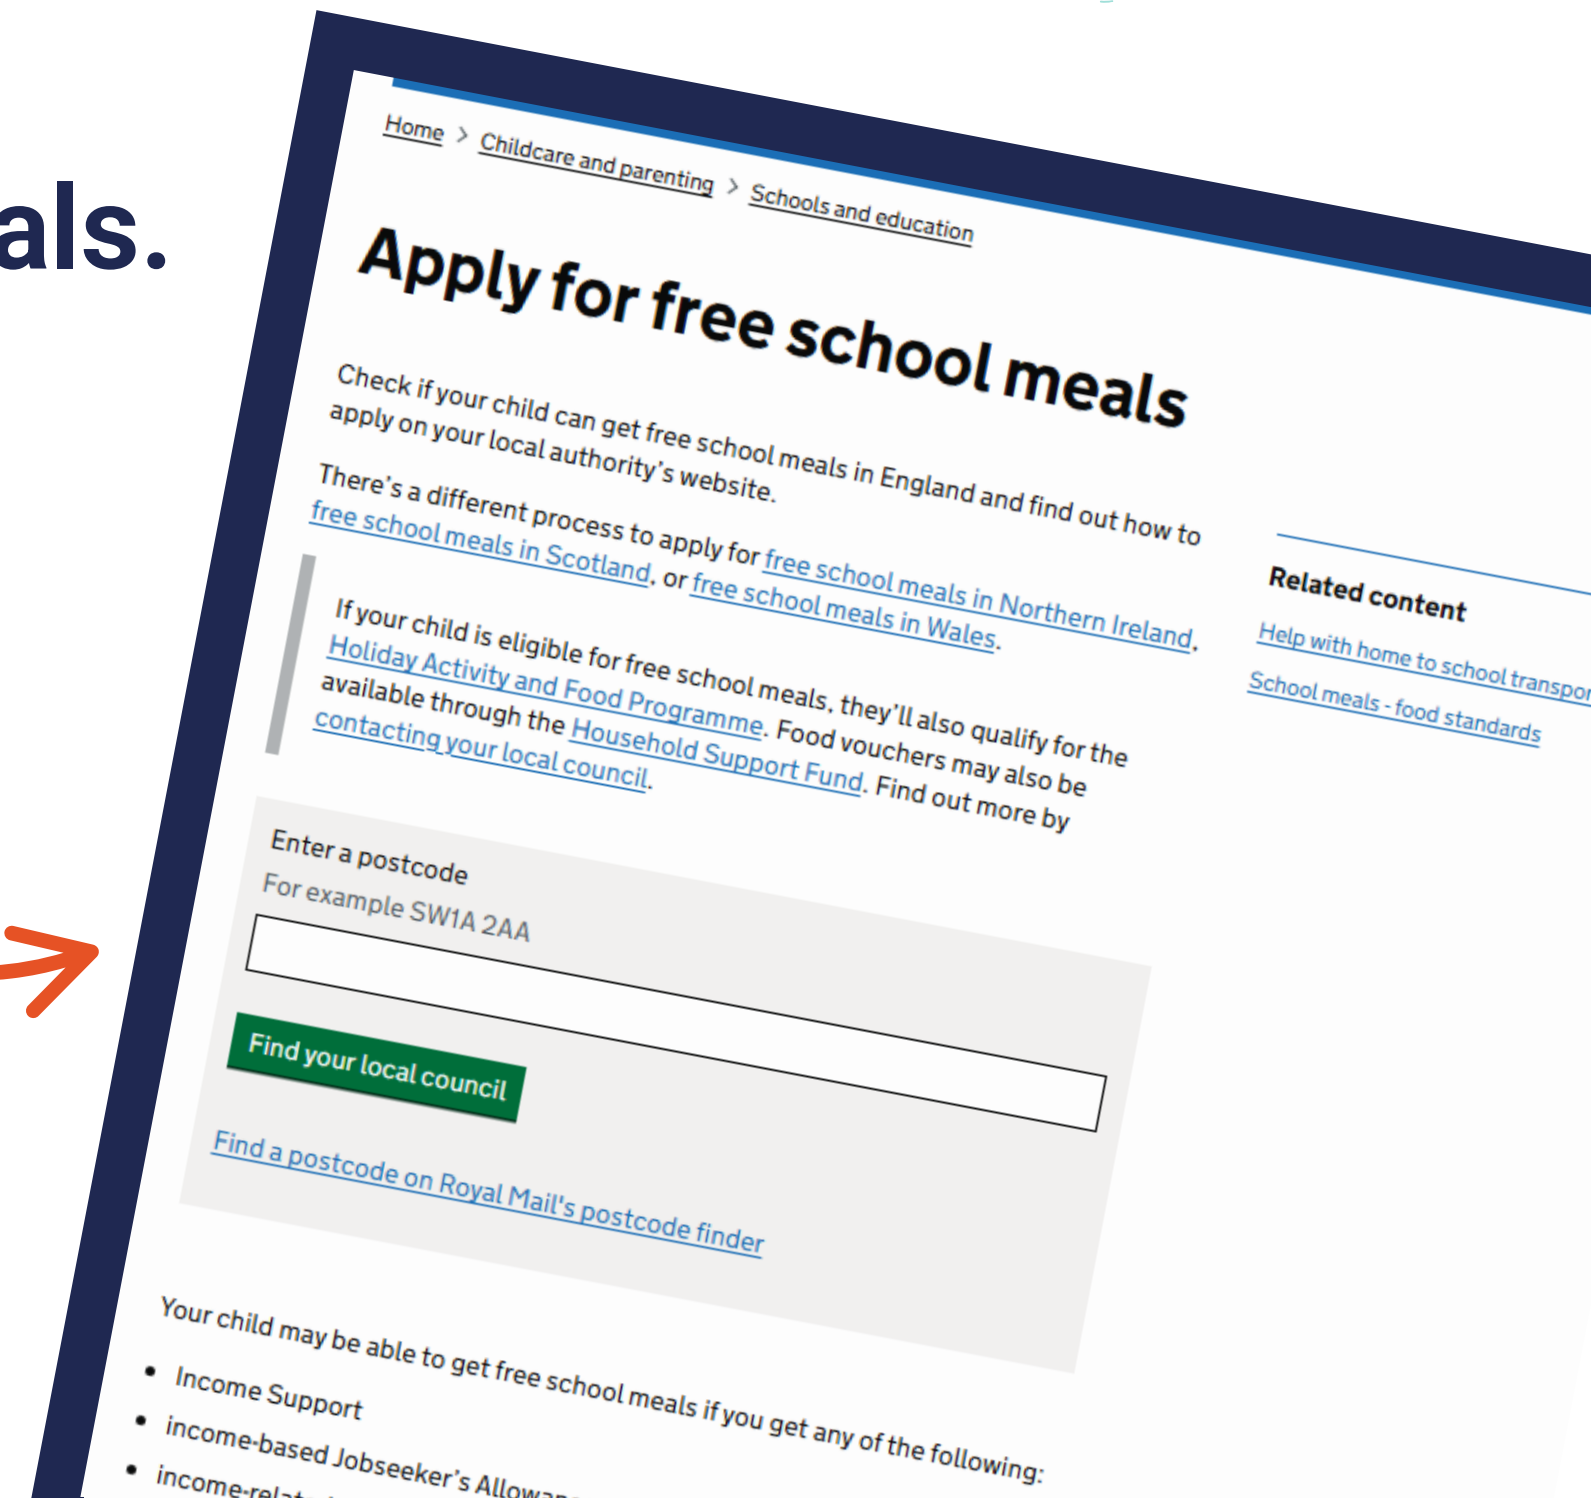 als.
Home > Childcare and parenting > Schools and education
Apply for free school meals
Check if your child can get free school meals in England and find out how to
apply on your local authority's website.
There's a different process to apply for free school meals in Northern Ireland,
free school meals in Scotland, or free school meals in Wales.
If your child is eligible for free school meals, they'll also qualify for the
Holiday Activity and Food Programme. Food vouchers may also be
available through the Household Support Fund. Find out more by
contacting your local council.
Enter a postcode
For example SW1A 2AA
Find your local council
Find a postcode on Royal Mail's postcode finder
Your child may be able to get free school meals if you get any of the following:
• Income Support
• income-based Jobseeker's
• 
Related content
Help with home to school
School meals - food standards